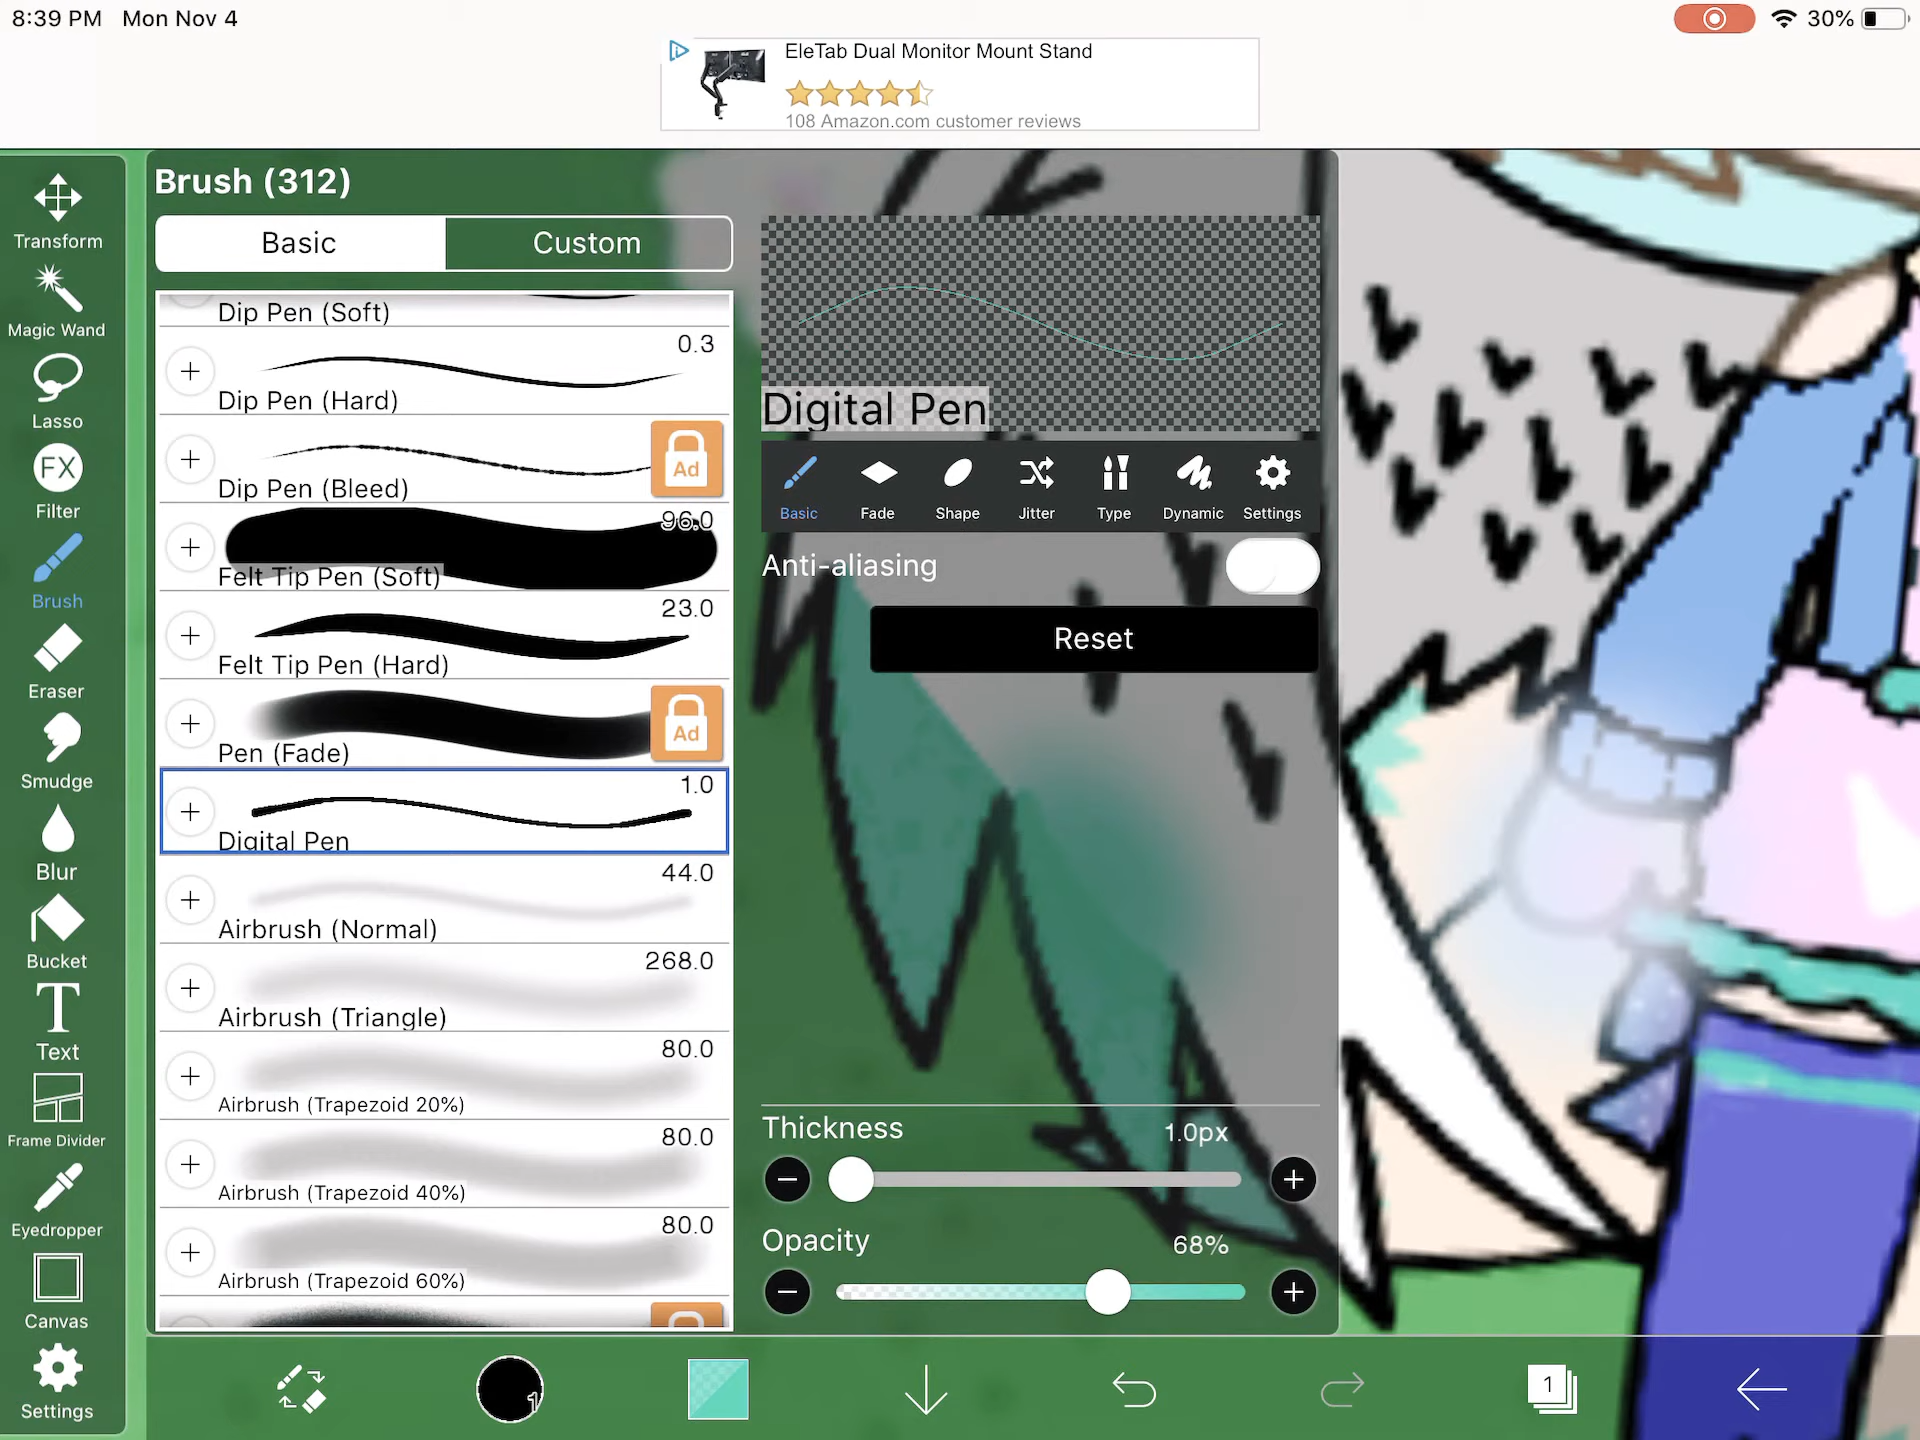 8:39 PM Mon Nov 4
30%
EleTab Dual Monitor Mount Stand
108 Amazon.com customer reviews
Transform
Magic Wand
Lasso
FX
Filter
Brush
Eraser
Smudge
Blur
Bucket
T
Text
Frame Divider
Eyedropper
Canvas
Settings
Brush (312)
Basic
Custom
Dip Pen (Soft)
0.3
Dip Pen (Hard)
Ad
Dip Pen (Bleed)
96.0
Felt Tip Pen (Soft)
23.0
Felt Tip Pen (Hard)
Ad
Pen (Fade)
1.0
Digital Pen
44.0
Airbrush (Normal)
268.0
Airbrush (Triangle)
80.0
Airbrush (Trapezoid 20%)
80.0
Airbrush (Trapezoid 40%)
80.0
Airbrush (Trapezoid 60%)
Digital Pen
Basic Fade Shape Jitter Type Dynamic Settings
Anti-aliasing
Reset
Thickness 1.0px
Opacity 68%
1
1